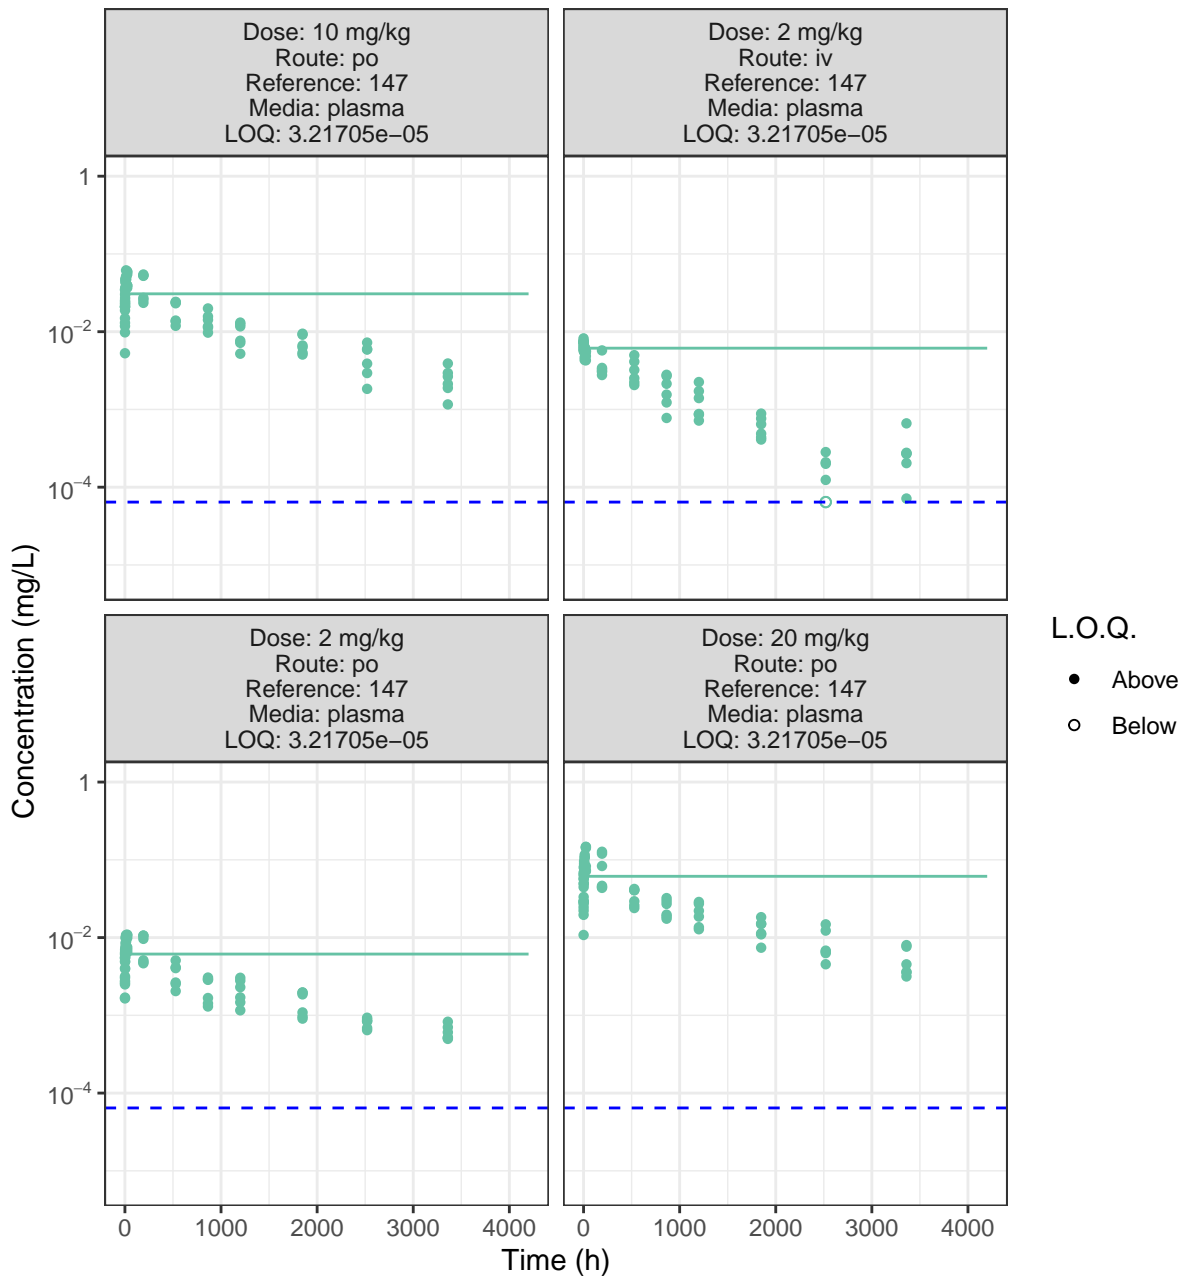 Dose: 10 mg/kg
Route: po
Reference: 147
Media: plasma
LOQ: 3.21705e−05
Dose: 2 mg/kg
Route: iv
Reference: 147
Media: plasma
LOQ: 3.21705e−05
1
10⁻²
10⁻⁴
Dose: 2 mg/kg
Route: po
Reference: 147
Media: plasma
LOQ: 3.21705e−05
Dose: 20 mg/kg
Route: po
Reference: 147
Media: plasma
LOQ: 3.21705e−05
1
10⁻²
10⁻⁴
0 1000 2000 3000 4000
0 1000 2000 3000 4000
Time (h)
Concentration (mg/L)
L.O.Q.
Above
Below